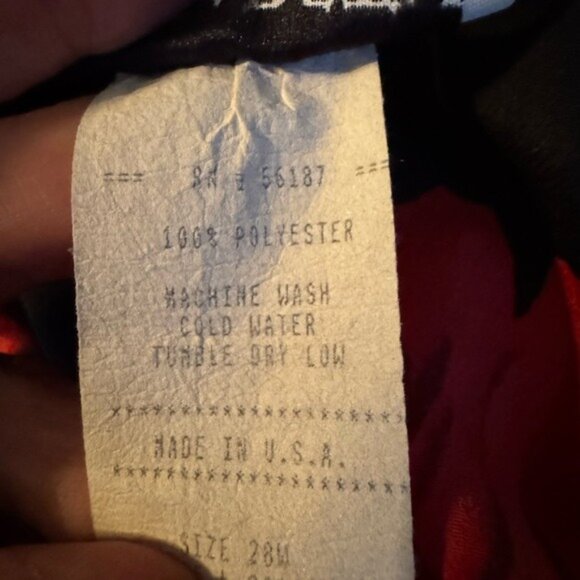 === RN : 56187 ===
100% POLYESTER
MACHINE WASH
COLD WATER
TUMBLE DRY LOW
********************
MADE IN U.S.A.
********************
SIZE 28W